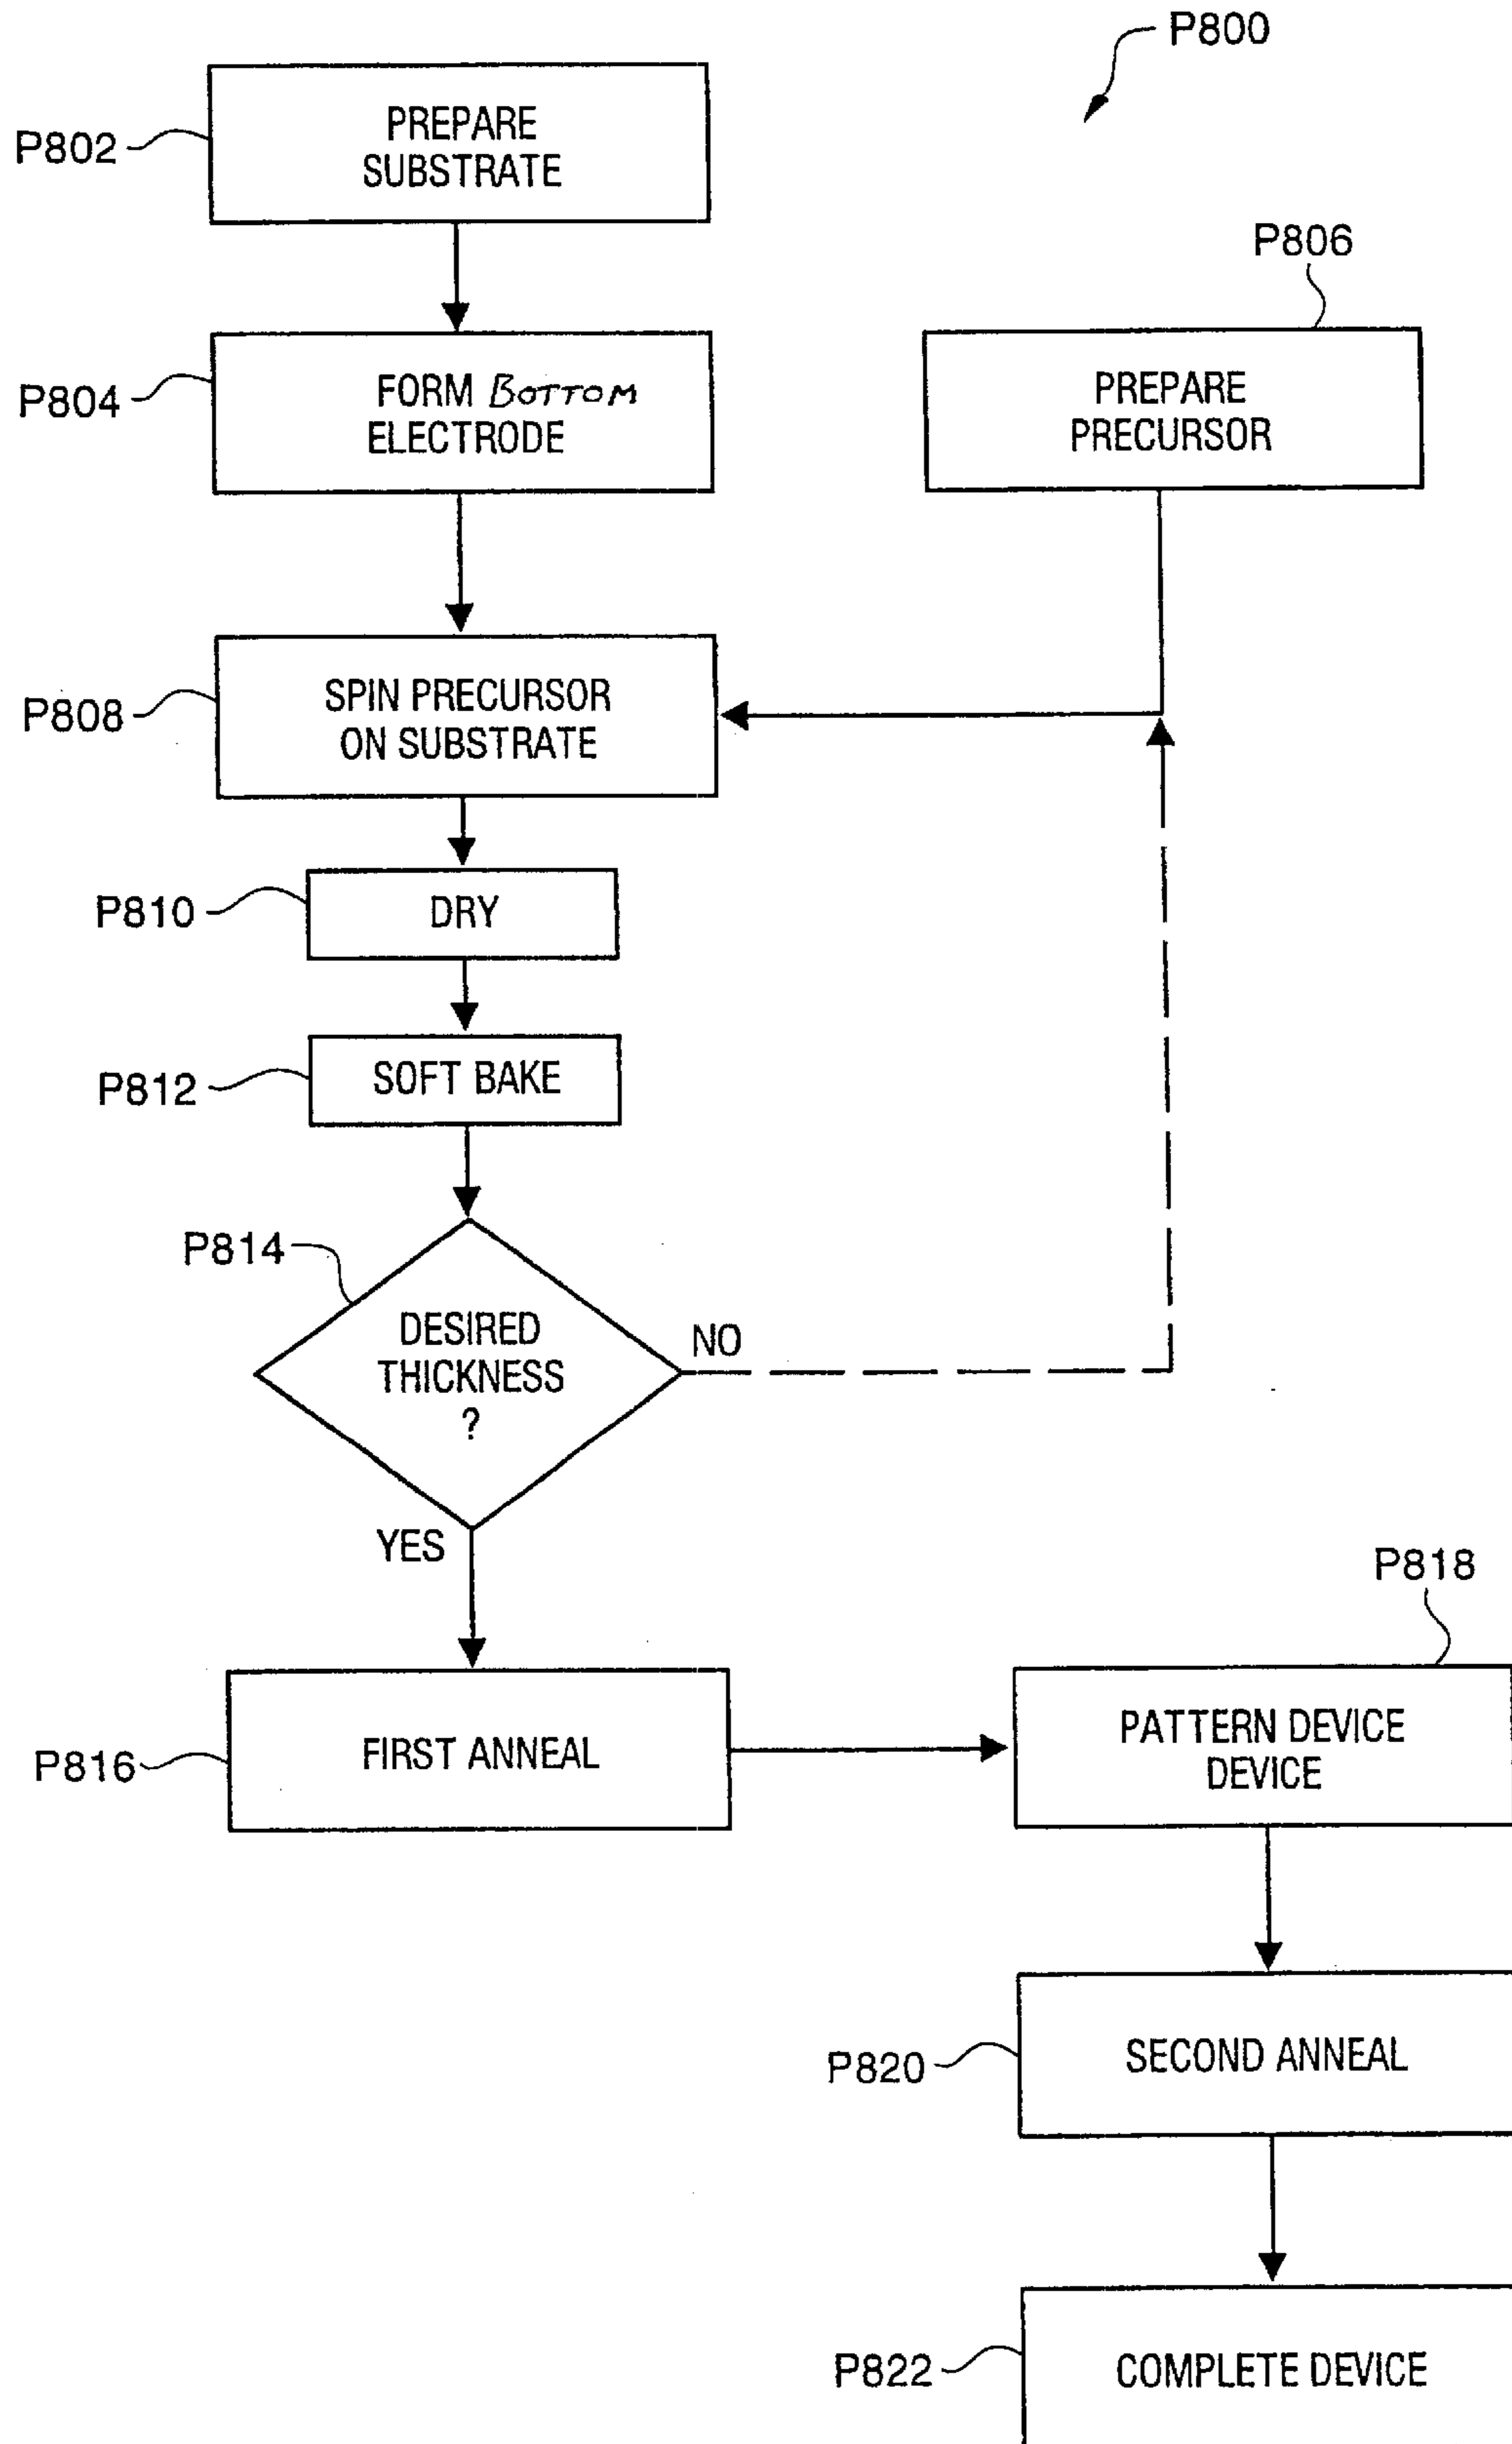 P800
P802
PREPARE
SUBSTRATE
P804
FORM BOTTOM
ELECTRODE
P806
PREPARE
PRECURSOR
P808
SPIN PRECURSOR
ON SUBSTRATE
P810
DRY
P812
SOFT BAKE
P814
DESIRED
THICKNESS
?
NO
YES
P816
FIRST ANNEAL
P818
PATTERN DEVICE
DEVICE
P820
SECOND ANNEAL
P822
COMPLETE DEVICE